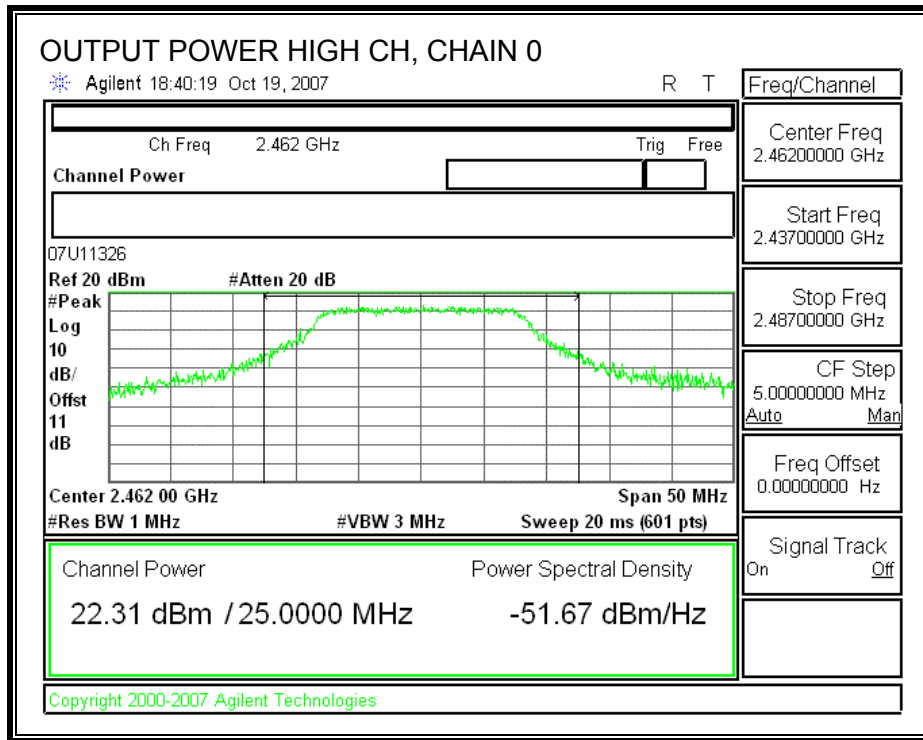 OUTPUT POWER HIGH CH, CHAIN 0
Agilent 18:40:19 Oct 19, 2007 R T
Ch Freq 2.462 GHz Trig Free
Channel Power
07U11326
Ref 20 dBm #Atten 20 dB
#Peak
Log
10
dB/
Offst
11
dB
Center 2.462 00 GHz Span 50 MHz
#Res BW 1 MHz #VBW 3 MHz Sweep 20 ms (601 pts)
Channel Power Power Spectral Density
22.31 dBm / 25.0000 MHz -51.67 dBm/Hz
Copyright 2000-2007 Agilent Technologies
Freq/Channel
Center Freq
2.46200000 GHz
Start Freq
2.43700000 GHz
Stop Freq
2.48700000 GHz
CF Step
5.00000000 MHz
Auto Man
Freq Offset
0.00000000 Hz
Signal Track
On Off